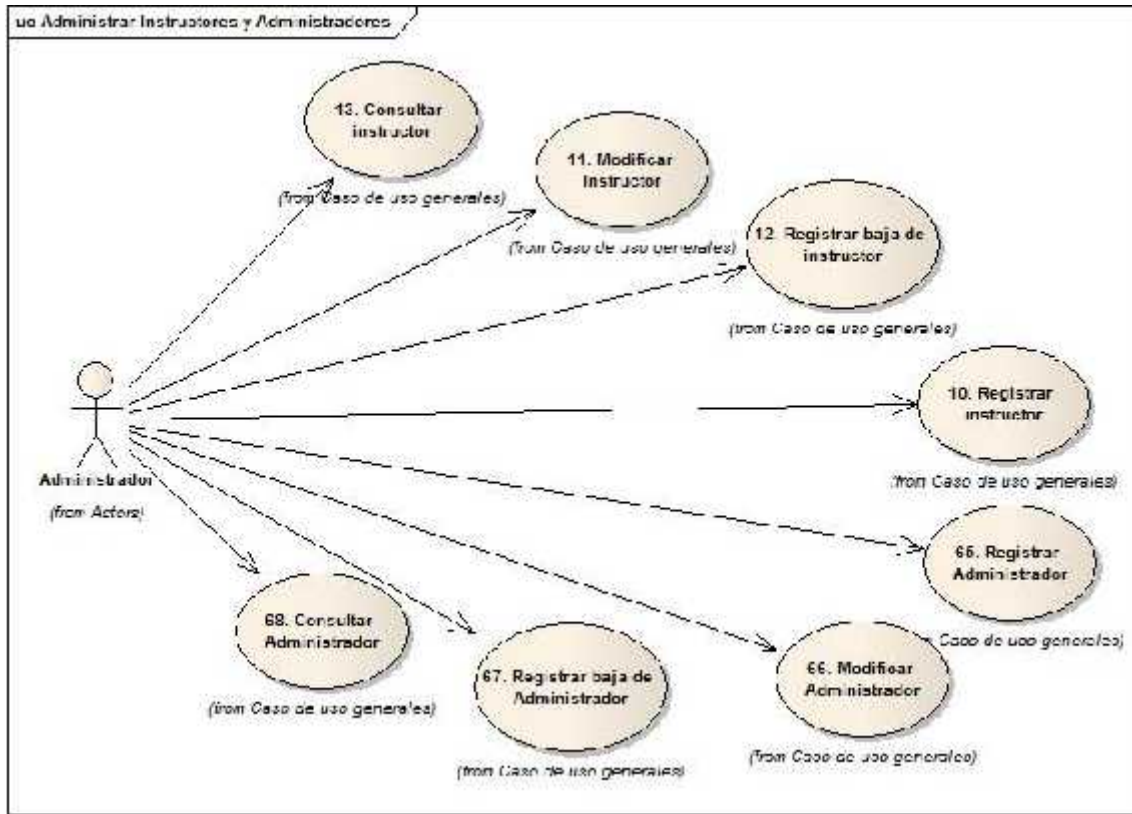 uc Administrar Instructores y Administradores
13. Consultar
instructor
(from Caso de uso generales)
11. Modificar
Instructor
(from Caso de uso generales)
12. Registrar baja de
instructor
(from Caso de uso generales)
10. Registrar
instructor
(from Caso de uso generales)
Administrador
(from Actors)
65. Registrar
Administrador
Caso de uso generales)
68. Consultar
Administrador
(from Caso de uso generales)
67. Registrar baja de
Administrador
(from Caso de uso generales)
66. Modificar
Administrador
(from Caso de uso generales)